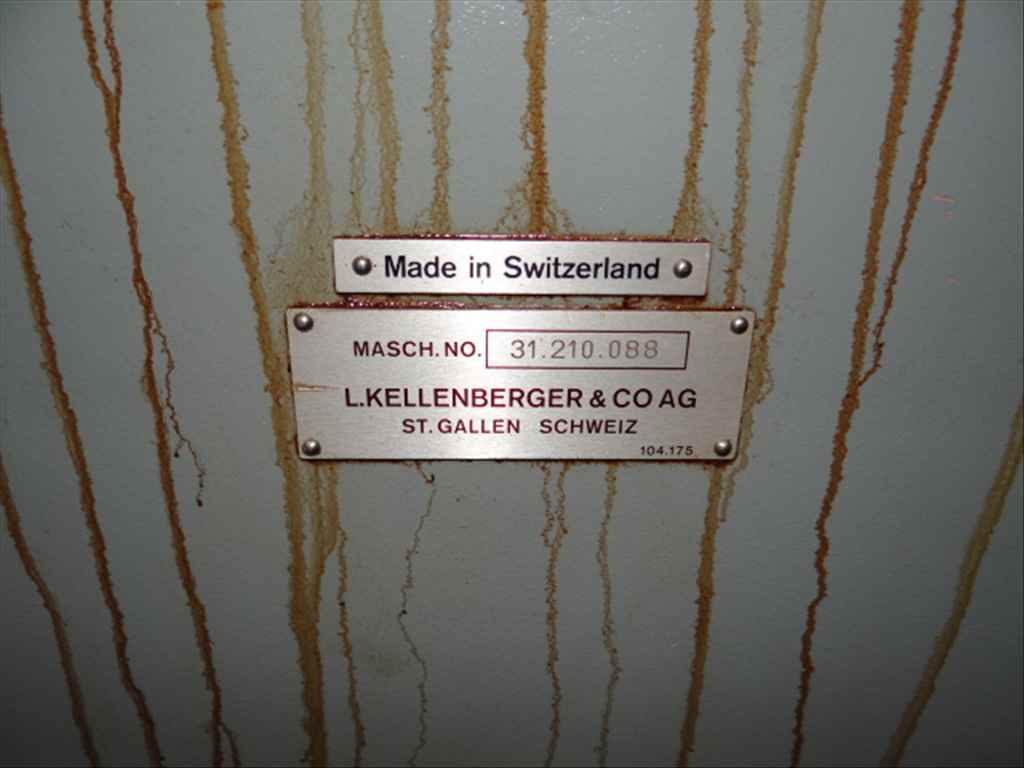 Made in Switzerland
MASCH. NO. 31.210.088
L.KELLENBERGER & CO AG
ST. GALLEN SCHWEIZ
104.175